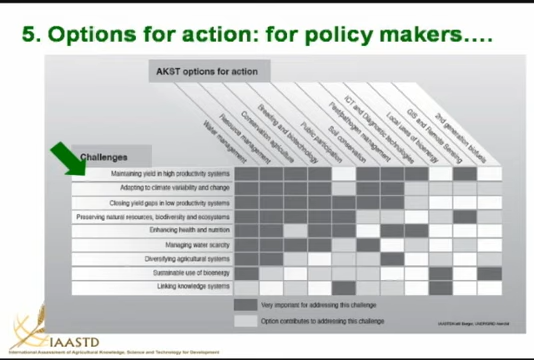 5. Options for action: for policy makers….
AKST options for action
Water management
Resource management
Conservation agriculture
Breeding and biotechnology
Public participation
Soil conservation
Pest/pathogen management
ICT and Diagnostic technologies
Local uses of bioenergy
GIS and Remote Sensing
2nd generation biofuels
Challenges
Maintaining yield in high productivity systems
Adapting to climate variability and change
Closing yield gaps in low productivity systems
Preserving natural resources, biodiversity and ecosystems
Enhancing health and nutrition
Managing water scarcity
Diversifying agricultural systems
Sustainable use of bioenergy
Linking knowledge systems
Very important for addressing this challenge
Option contributes to addressing this challenge
IAASTD
International Assessment of Agricultural Knowledge, Science and Technology for Development